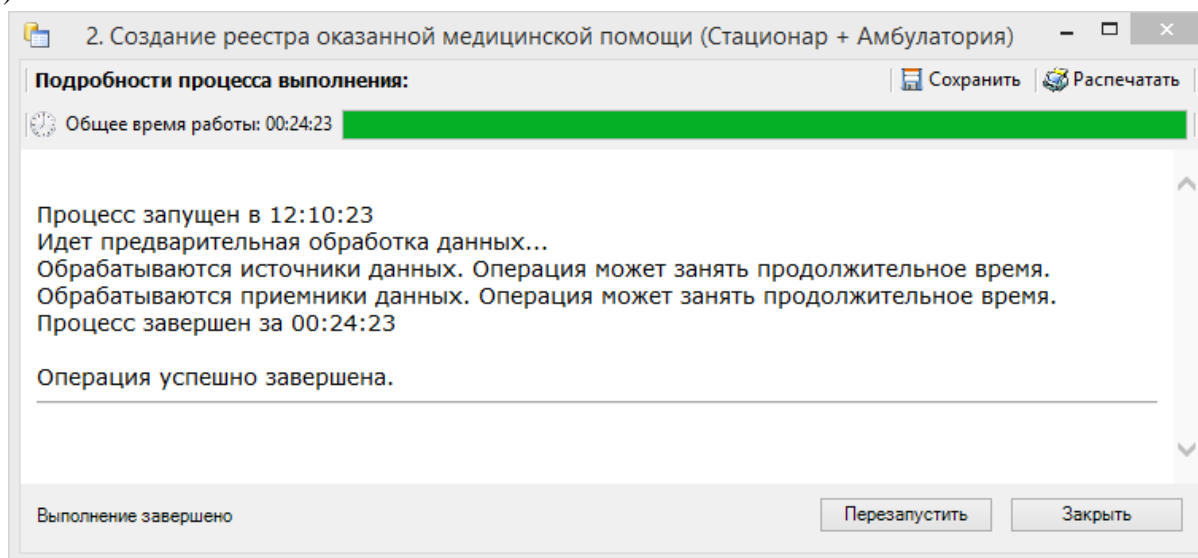 )
2. Создание реестра оказанной медицинской помощи (Стационар + Амбулатория)
Подробности процесса выполнения: Сохранить Распечатать
Общее время работы: 00:24:23
Процесс запущен в 12:10:23
Идет предварительная обработка данных...
Обрабатываются источники данных. Операция может занять продолжительное время.
Обрабатываются приемники данных. Операция может занять продолжительное время.
Процесс завершен за 00:24:23
Операция успешно завершена.
Выполнение завершено Перезапустить Закрыть